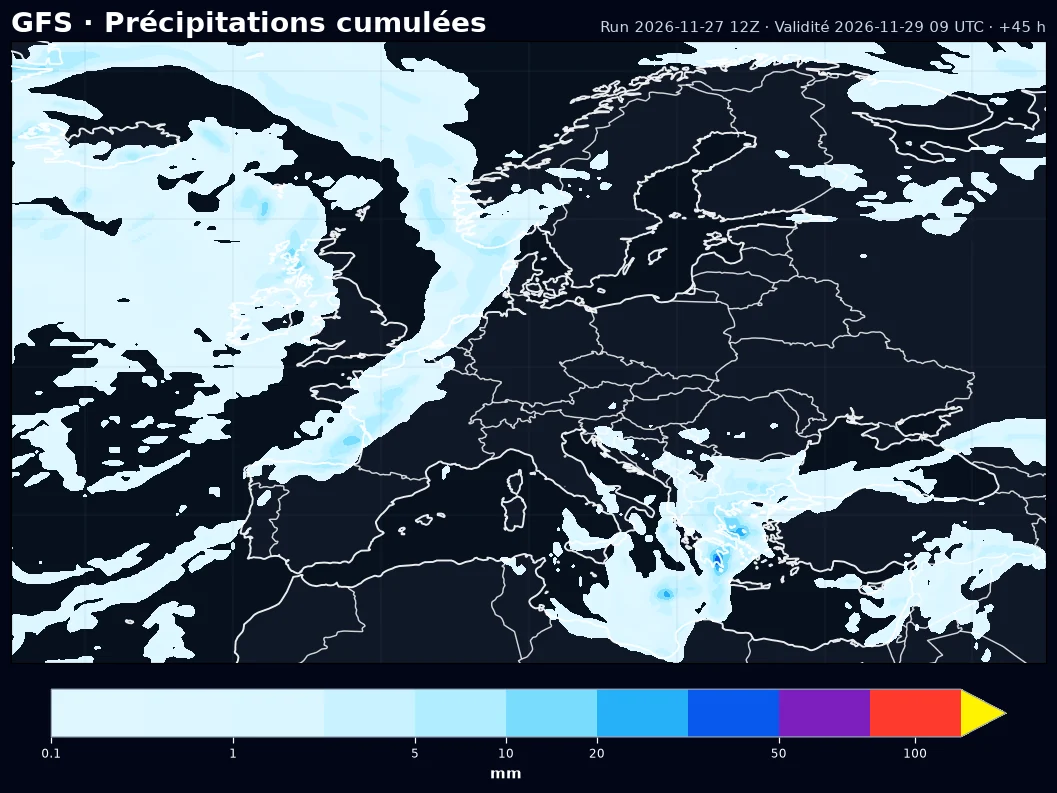 GFS · Précipitations cumulées
Run 2026-11-27 12Z · Validité 2026-11-29 09 UTC · +45 h
0.1 1 5 10 20 50 100
mm